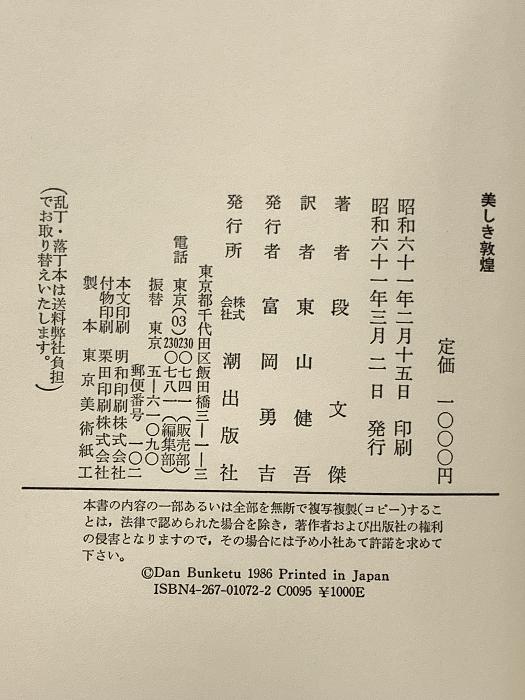 美しき敦煌
定価 一〇〇〇円
昭和六十一年二月十五日 印刷
昭和六十一年三月 二 日 発行
著 者 段 文 傑
訳 者 東 山 健 吾
発 行 者 富 岡 勇 吉
発 行 所 株式会社 潮 出 版 社
東京都千代田区飯田橋三―一―三
電話 東京(03)230〇七四一(販売部)
230〇七八一(編集部)
振替 東京 五―六一〇九〇
郵便番号 一〇二
本文印刷 明和印刷株式会社
付物印刷 栗田印刷株式会社
製 本 東京美術紙工
(乱丁・落丁本は送料弊社負担
でお取り替えいたします。)
本書の内容の一部あるいは全部を無断で複写複製(コピー)するこ
とは，法律で認められた場合を除き，著作者および出版社の権利
の侵害となりますので，その場合には予め小社あて許諾を求めて
下さい。
©Dan Bunketu 1986 Printed in Japan
ISBN4-267-01072-2 C0095 ¥1000E